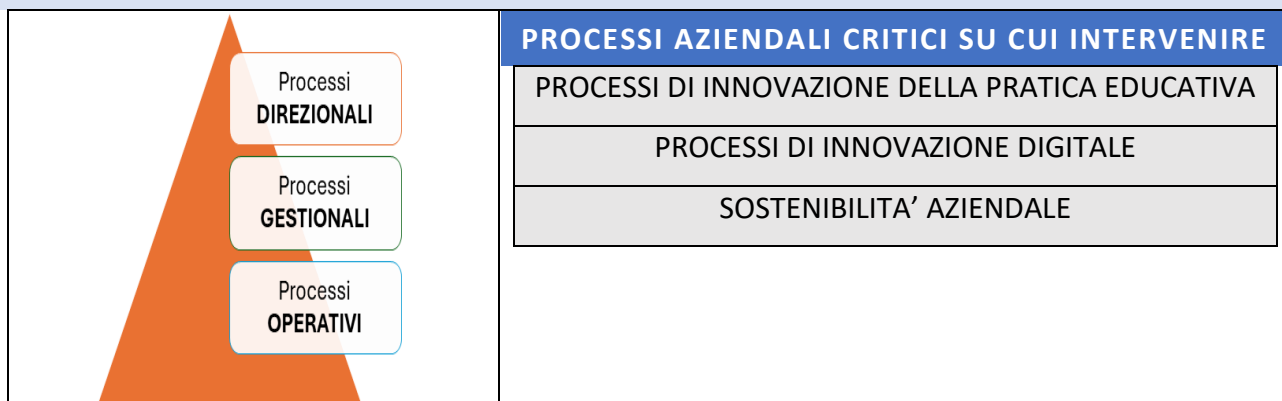 Processi
DIREZIONALI
Processi
GESTIONALI
Processi
OPERATIVI
PROCESSI AZIENDALI CRITICI SU CUI INTERVENIRE
PROCESSI DI INNOVAZIONE DELLA PRATICA EDUCATIVA
PROCESSI DI INNOVAZIONE DIGITALE
SOSTENIBILITA’ AZIENDALE